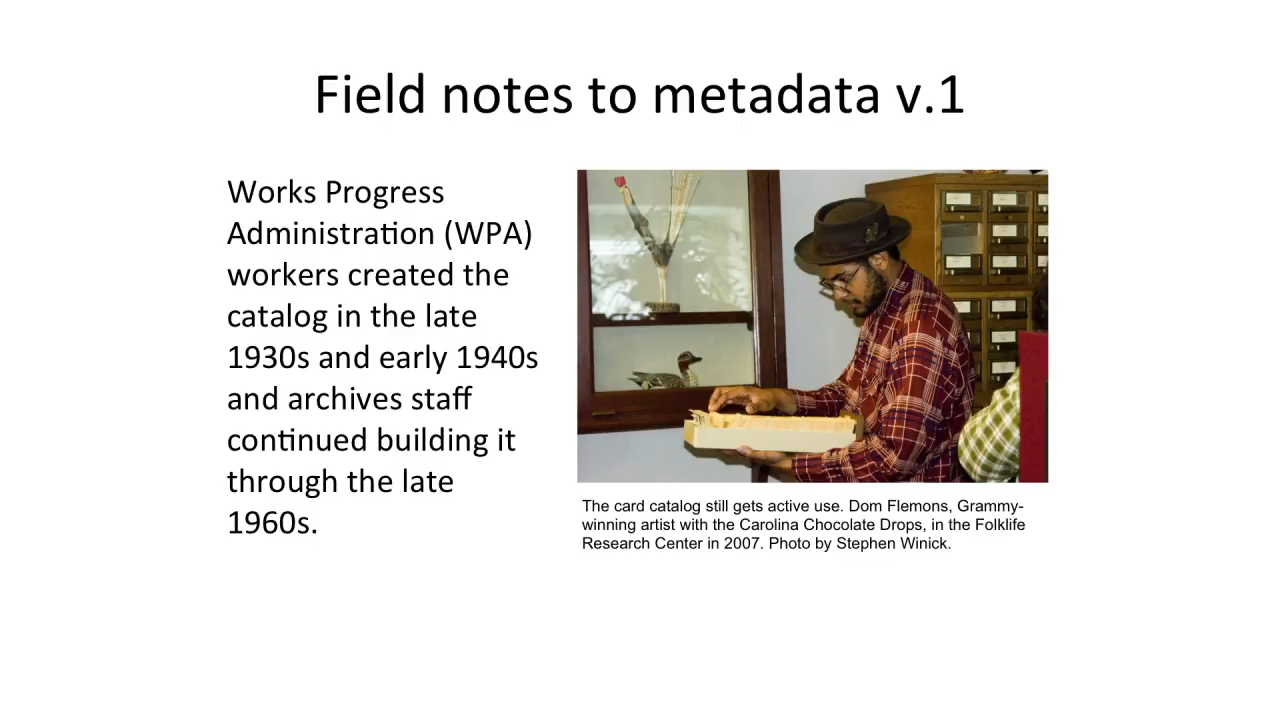 Field notes to metadata v.1
Works Progress
Administration (WPA)
workers created the
catalog in the late
1930s and early 1940s
and archives staff
continued building it
through the late
1960s.
The card catalog still gets active use. Dom Flemons, Grammy-
winning artist with the Carolina Chocolate Drops, in the Folklife
Research Center in 2007. Photo by Stephen Winick.